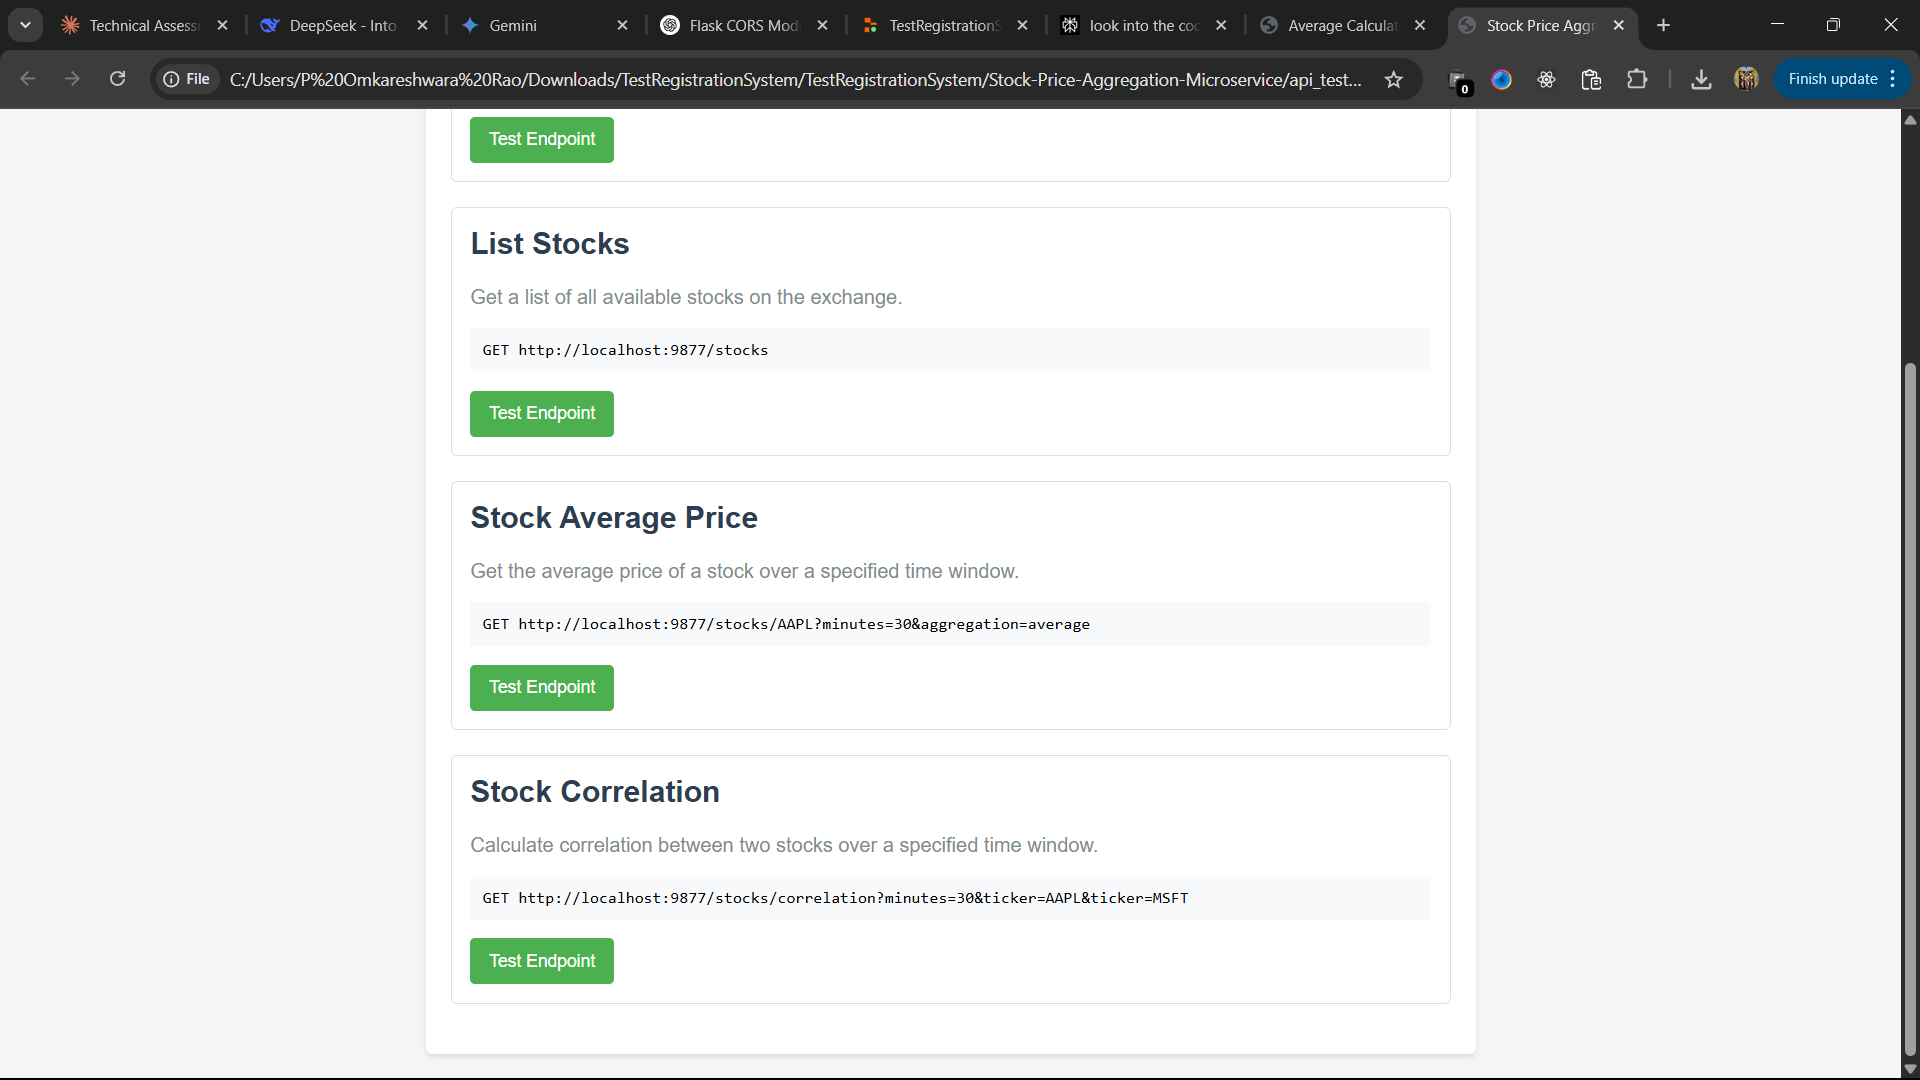 Technical Assess
DeepSeek - Into
Gemini
Flask CORS Mod
TestRegistrationS
look into the co
Average Calculat
Stock Price Aggr
File
C:/Users/P%20Omkareshwara%20Rao/Downloads/TestRegistrationSystem/TestRegistrationSystem/Stock-Price-Aggregation-Microservice/api_test...
0
Finish update
Test Endpoint
List Stocks
Get a list of all available stocks on the exchange.
GET http://localhost:9877/stocks
Test Endpoint
Stock Average Price
Get the average price of a stock over a specified time window.
GET http://localhost:9877/stocks/AAPL?minutes=30&aggregation=average
Test Endpoint
Stock Correlation
Calculate correlation between two stocks over a specified time window.
GET http://localhost:9877/stocks/correlation?minutes=30&ticker=AAPL&ticker=MSFT
Test Endpoint